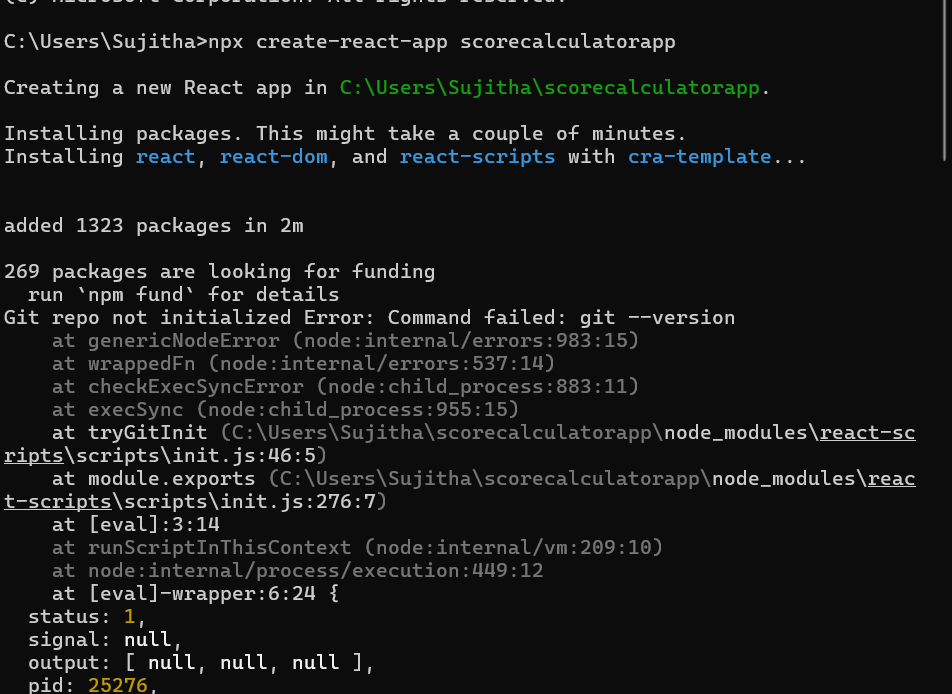 (c) Microsoft Corporation. All rights reserved.
C:\Users\Sujitha>npx create-react-app scorecalculatorapp
Creating a new React app in C:\Users\Sujitha\scorecalculatorapp.
Installing packages. This might take a couple of minutes.
Installing react, react-dom, and react-scripts with cra-template...
added 1323 packages in 2m
269 packages are looking for funding
  run `npm fund` for details
Git repo not initialized Error: Command failed: git --version
    at genericNodeError (node:internal/errors:983:15)
    at wrappedFn (node:internal/errors:537:14)
    at checkExecSyncError (node:child_process:883:11)
    at execSync (node:child_process:955:15)
    at tryGitInit (C:\Users\Sujitha\scorecalculatorapp\node_modules\react-sc
ripts\scripts\init.js:46:5)
    at module.exports (C:\Users\Sujitha\scorecalculatorapp\node_modules\reac
t-scripts\scripts\init.js:276:7)
    at [eval]:3:14
    at runScriptInThisContext (node:internal/vm:209:10)
    at node:internal/process/execution:449:12
    at [eval]-wrapper:6:24 {
  status: 1,
  signal: null,
  output: [ null, null, null ],
  pid: 25276,